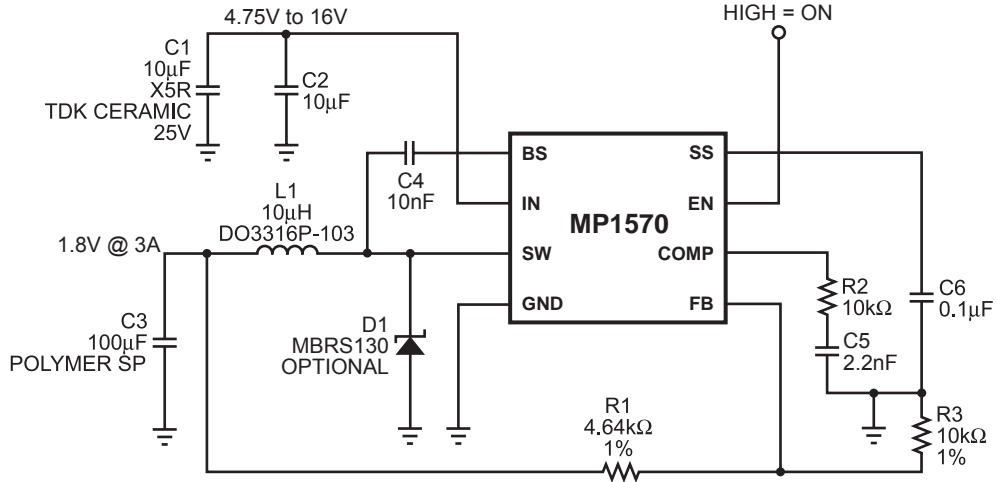 HIGH = ON
4.75V to 16V
C1
10μF
X5R
TDK CERAMIC
25V
C2
10μF
C4
10nF
BS
SS
IN
EN
MP1570
SW
COMP
GND
FB
L1
10μH
DO3316P-103
1.8V @ 3A
C3
100μF
POLYMER SP
D1
MBRS130
OPTIONAL
R2
10kΩ
C5
2.2nF
C6
0.1μF
R1
4.64kΩ
1%
R3
10kΩ
1%